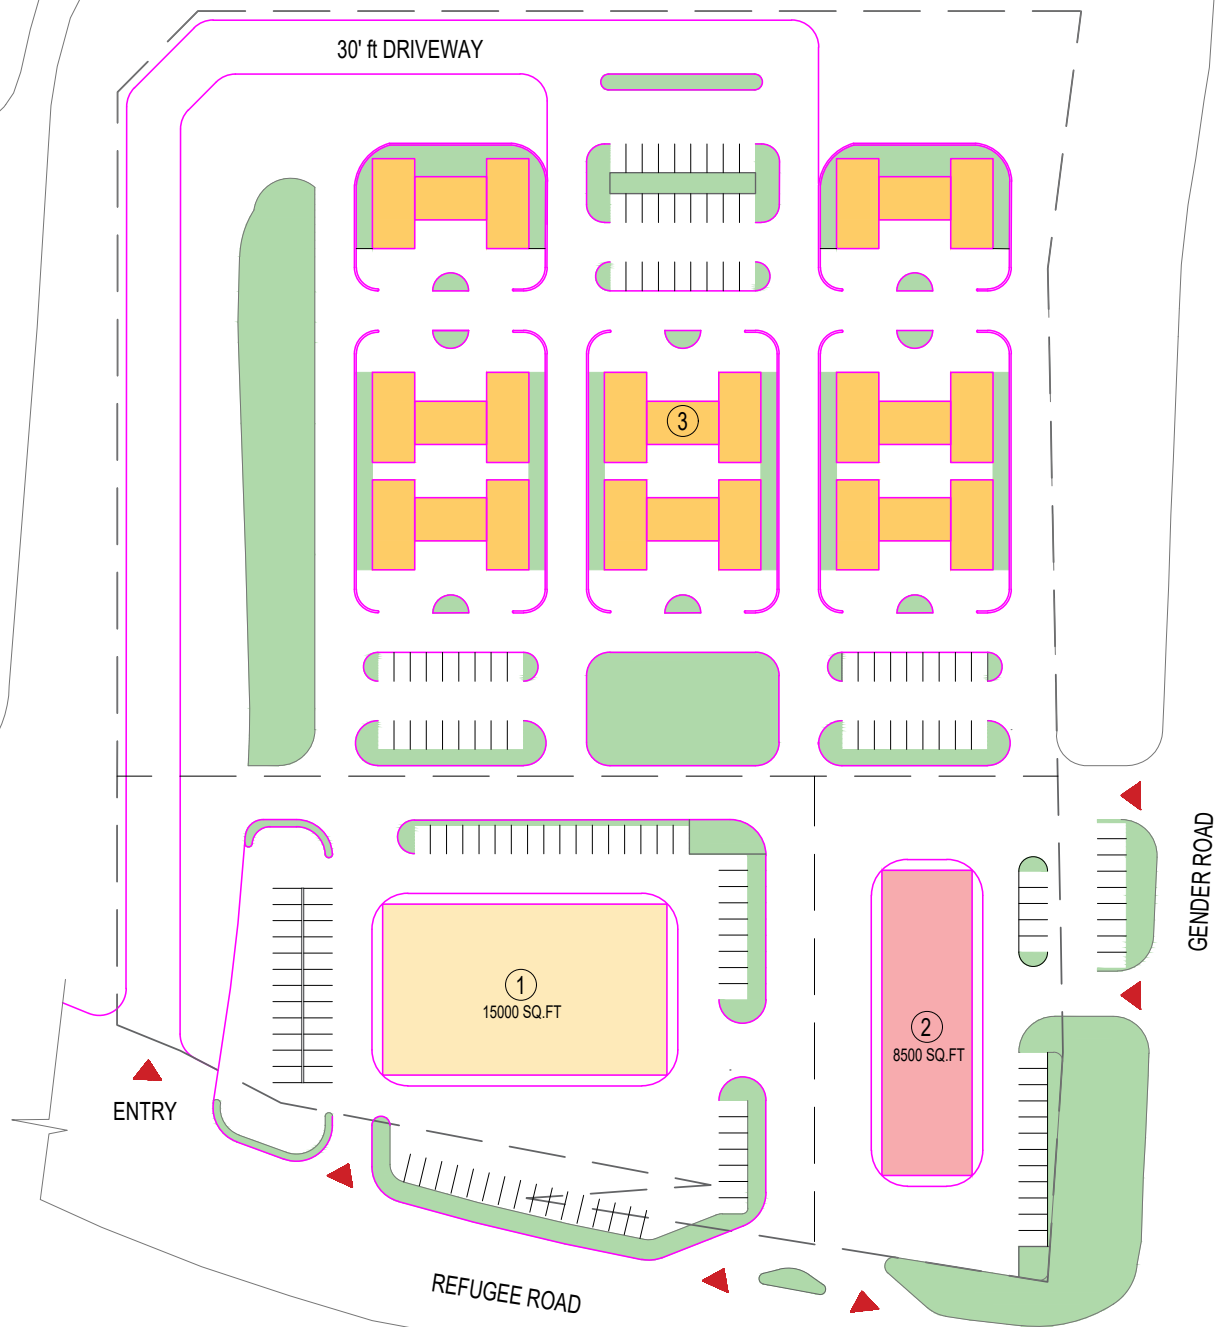 30' ft DRIVEWAY
3
1
15000 SQ.FT
2
8500 SQ.FT
GENDER ROAD
ENTRY
REFUGEE ROAD